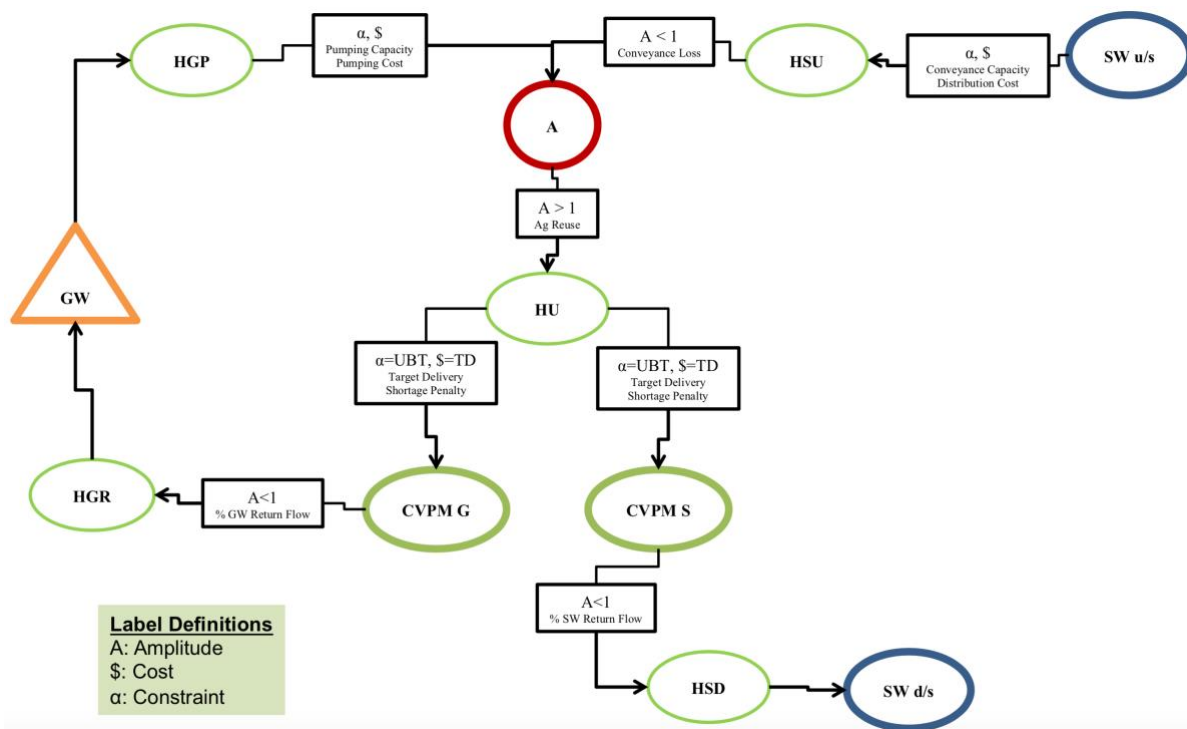 HGP
α, $
Pumping Capacity
Pumping Cost
A < 1
Conveyance Loss
HSU
α, $
Conveyance Capacity
Distribution Cost
SW u/s
A
A > 1
Ag Reuse
GW
HU
α=UBT, $=TD
Target Delivery
Shortage Penalty
α=UBT, $=TD
Target Delivery
Shortage Penalty
HGR
A<1
% GW Return Flow
CVPM G
CVPM S
A<1
% SW Return Flow
Label Definitions
A: Amplitude
$: Cost
α: Constraint
HSD
SW d/s